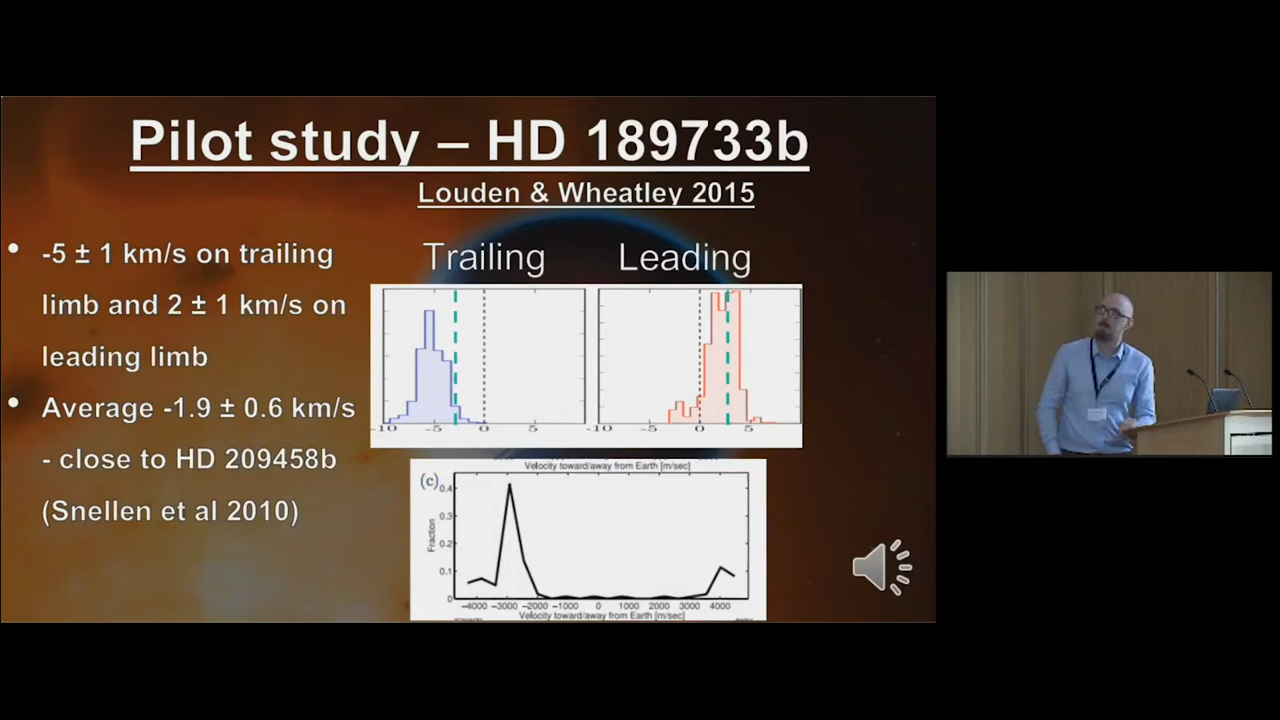 Pilot study – HD 189733b
Louden & Wheatley 2015
• -5 ± 1 km/s on trailing
limb and 2 ± 1 km/s on
leading limb
• Average -1.9 ± 0.6 km/s
- close to HD 209458b
(Snellen et al 2010)
Trailing Leading
-10 -5 0 5 -10 -5 0 5
Velocity toward/away from Earth [m/sec]
(c)
0.4
0.3
0.2
0.1
0
Fraction
-4000 -3000 -2000 -1000 0 1000 2000 3000 4000
Velocity toward/away from Earth [m/sec]